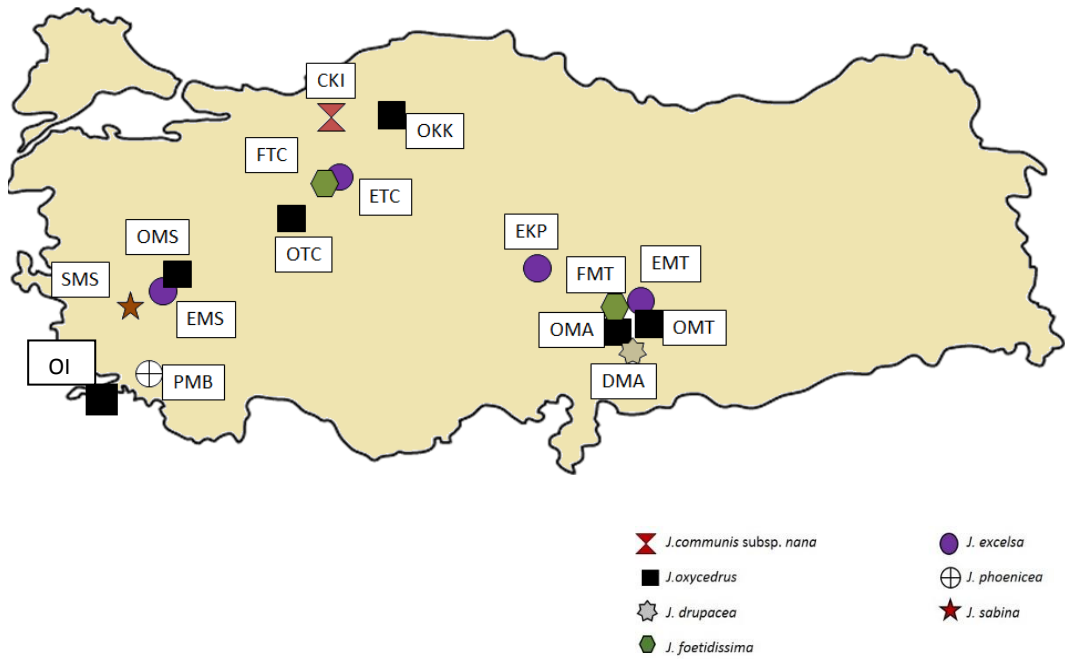 CKI
OKK
FTC
ETC
OMS
OTC
EKP
SMS
FMT
EMT
EMS
OMA
OMT
OI
PMB
DMA
J.communis subsp. nana
J. excelsa
J.oxycedrus
J. phoenicea
J. drupacea
J. sabina
J. foetidissima